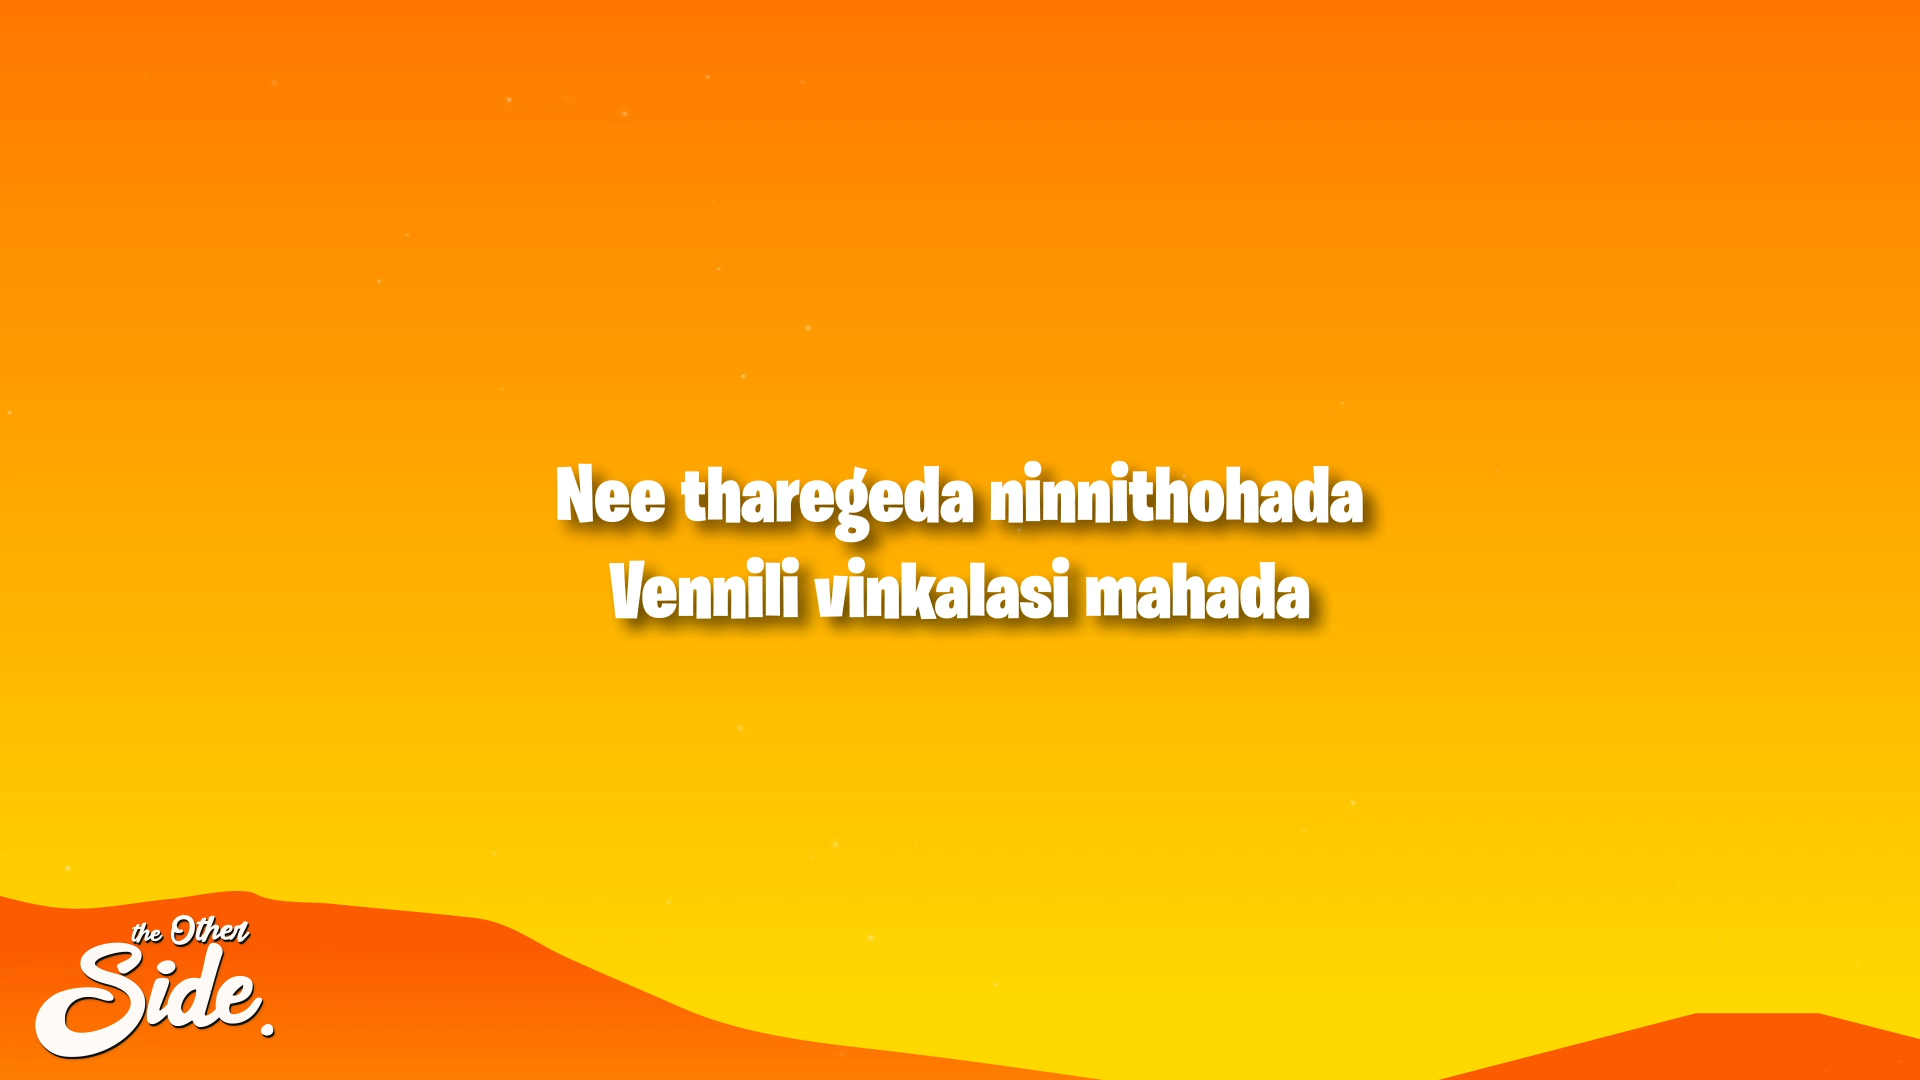 Nee tharegeda ninnithohada
Vennili vinkalasi mahada
the Other
Side.